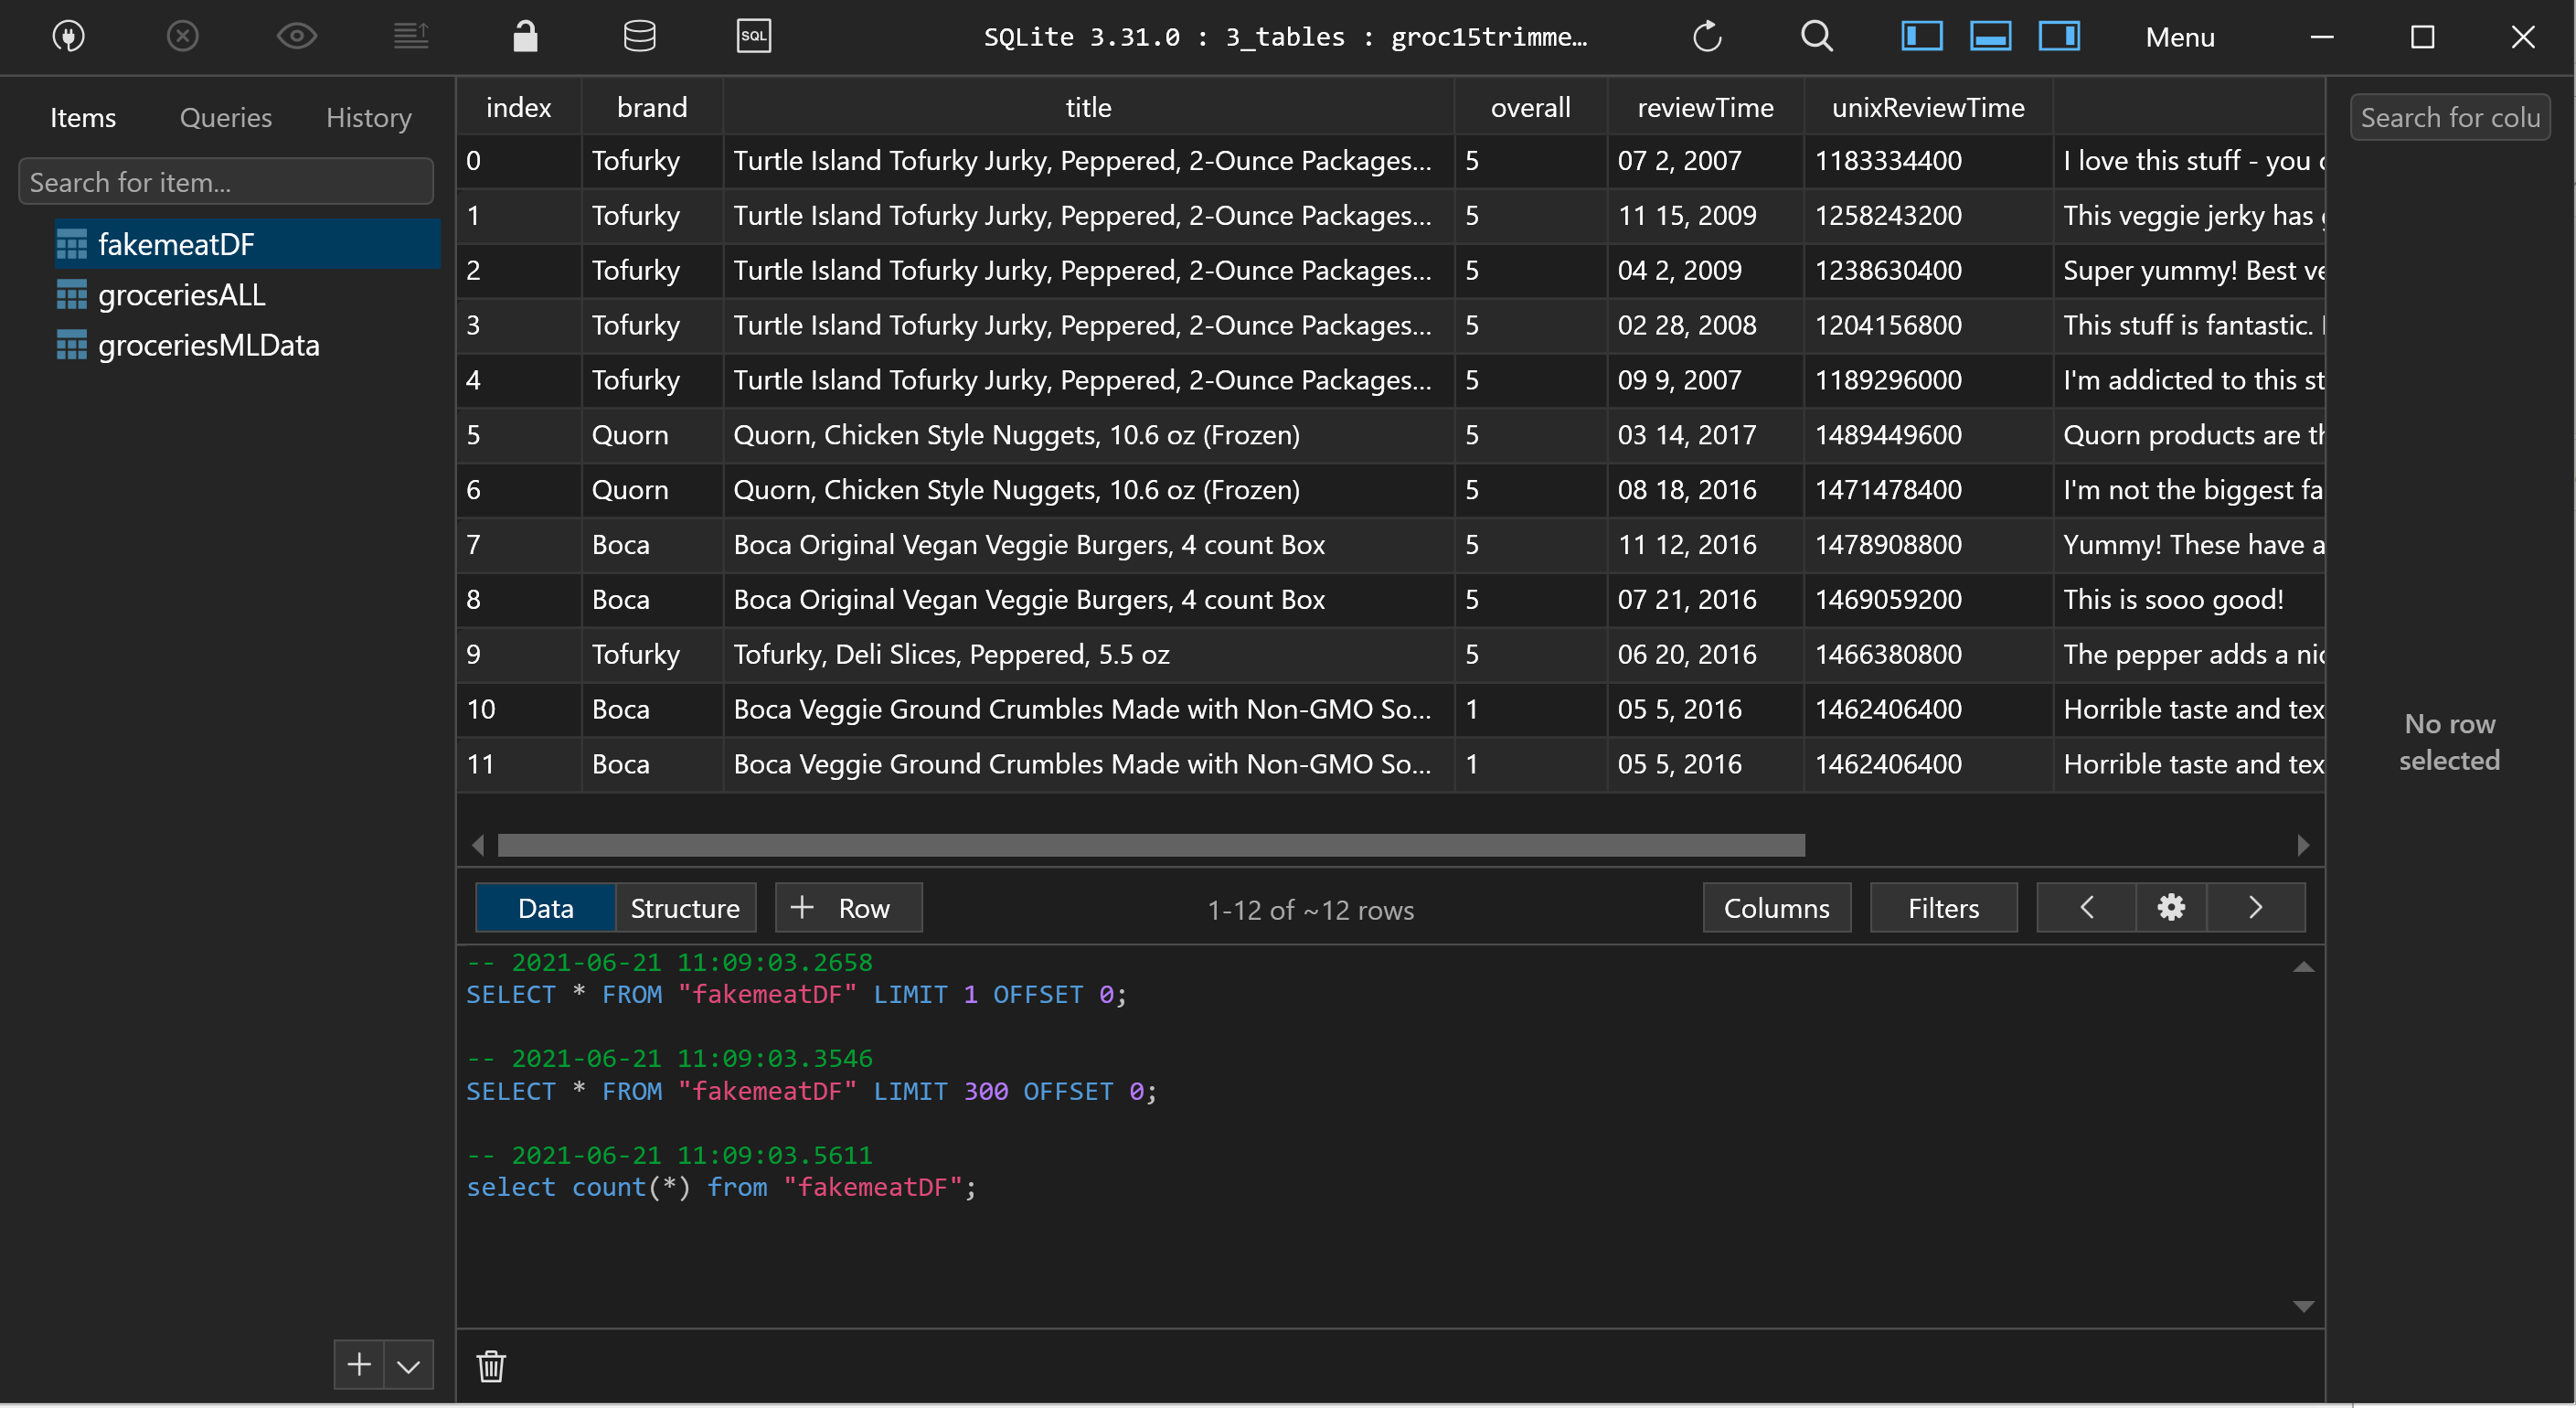 SQL
SQLite 3.31.0 : 3_tables : groc15trimme...
Menu
Items Queries History
Search for item...
fakemeatDF
groceriesALL
groceriesMLData
index brand title overall reviewTime unixReviewTime
0 Tofurky Turtle Island Tofurky Jurky, Peppered, 2-Ounce Packages... 5 07 2, 2007 1183334400 I love this stuff - you
1 Tofurky Turtle Island Tofurky Jurky, Peppered, 2-Ounce Packages... 5 11 15, 2009 1258243200 This veggie jerky has
2 Tofurky Turtle Island Tofurky Jurky, Peppered, 2-Ounce Packages... 5 04 2, 2009 1238630400 Super yummy! Best ve
3 Tofurky Turtle Island Tofurky Jurky, Peppered, 2-Ounce Packages... 5 02 28, 2008 1204156800 This stuff is fantastic.
4 Tofurky Turtle Island Tofurky Jurky, Peppered, 2-Ounce Packages... 5 09 9, 2007 1189296000 I'm addicted to this st
5 Quorn Quorn, Chicken Style Nuggets, 10.6 oz (Frozen) 5 03 14, 2017 1489449600 Quorn products are th
6 Quorn Quorn, Chicken Style Nuggets, 10.6 oz (Frozen) 5 08 18, 2016 1471478400 I'm not the biggest fa
7 Boca Boca Original Vegan Veggie Burgers, 4 count Box 5 11 12, 2016 1478908800 Yummy! These have a
8 Boca Boca Original Vegan Veggie Burgers, 4 count Box 5 07 21, 2016 1469059200 This is sooo good!
9 Tofurky Tofurky, Deli Slices, Peppered, 5.5 oz 5 06 20, 2016 1466380800 The pepper adds a nic
10 Boca Boca Veggie Ground Crumbles Made with Non-GMO So... 1 05 5, 2016 1462406400 Horrible taste and tex
11 Boca Boca Veggie Ground Crumbles Made with Non-GMO So... 1 05 5, 2016 1462406400 Horrible taste and tex
Search for colu
No row
selected
Data Structure + Row 1-12 of ~12 rows Columns Filters
-- 2021-06-21 11:09:03.2658
SELECT * FROM "fakemeatDF" LIMIT 1 OFFSET 0;
-- 2021-06-21 11:09:03.3546
SELECT * FROM "fakemeatDF" LIMIT 300 OFFSET 0;
-- 2021-06-21 11:09:03.5611
select count(*) from "fakemeatDF";